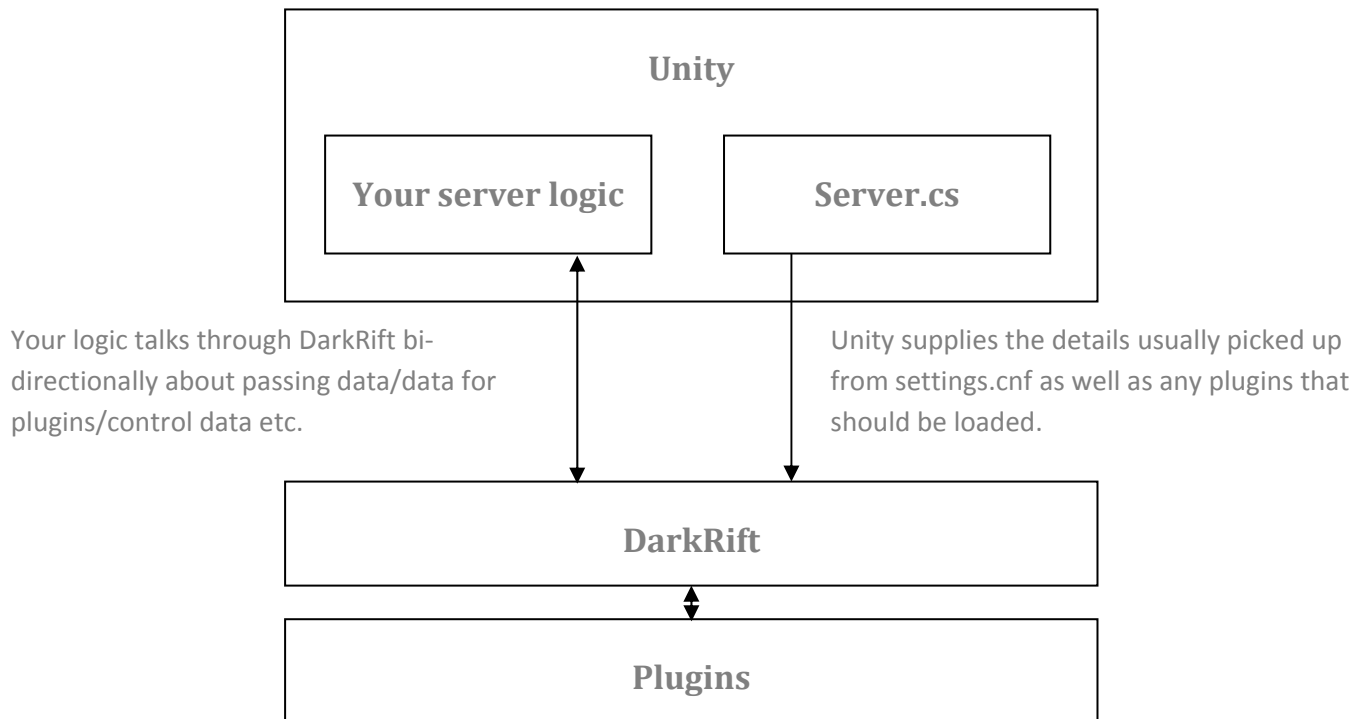 Unity
Your server logic
Server.cs
Your logic talks through DarkRift bi-
directionally about passing data/data for
plugins/control data etc.
Unity supplies the details usually picked up
from settings.cnf as well as any plugins that
should be loaded.
DarkRift
Plugins